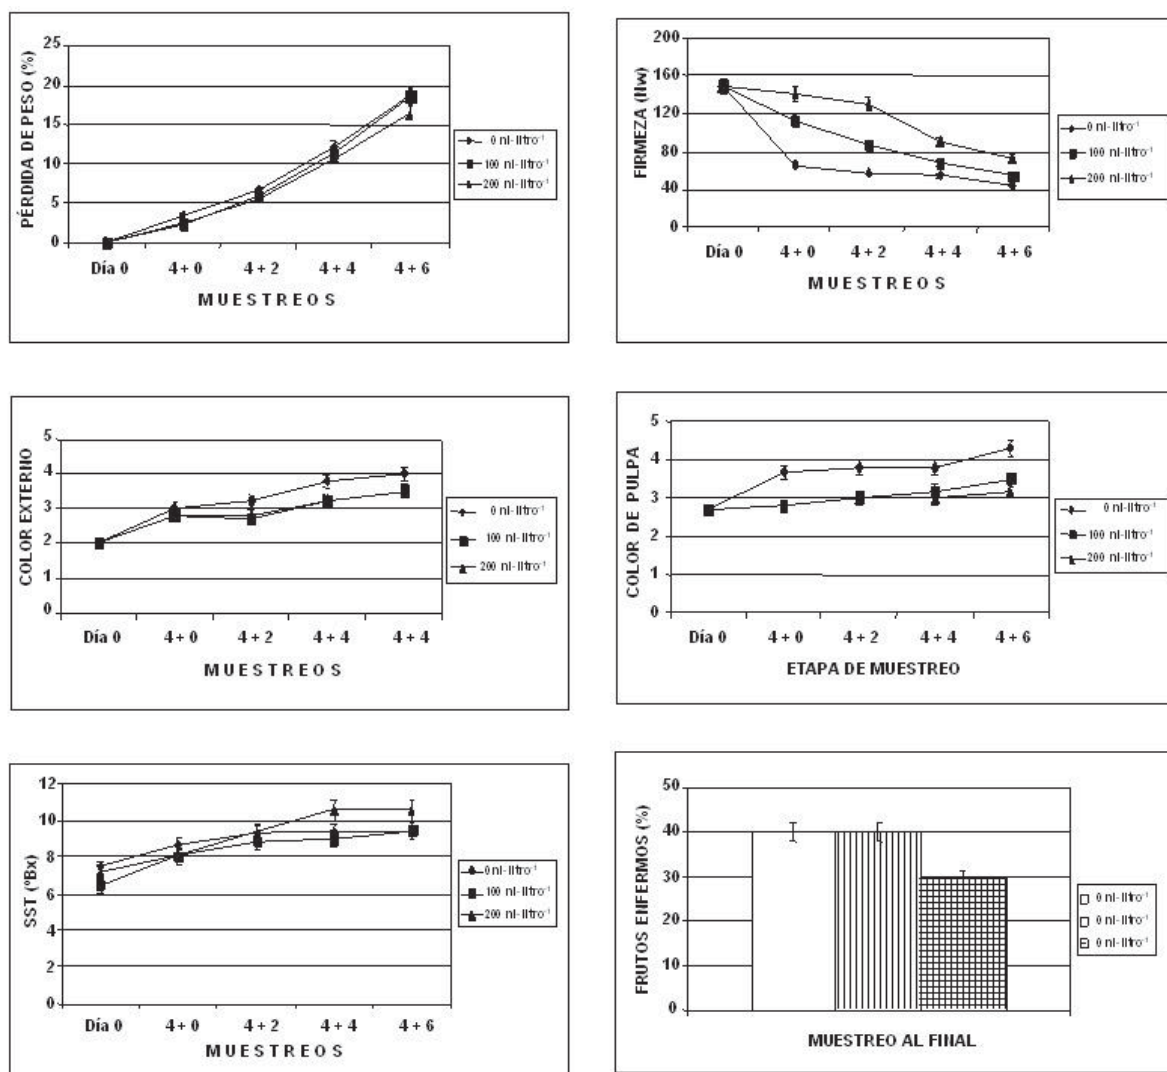 PÉRDIDA DE PESO (%)
25
20
15
10
5
0
Día 0 4 + 0 4 + 2 4 + 4 4 + 6
MUESTREOS
0 nl-litro⁻¹
100 nl-litro⁻¹
200 nl-litro⁻¹
FIRMEZA (Nw)
200
160
120
80
40
0
Día 0 4 + 0 4 + 2 4 + 4 4 + 6
MUESTREOS
0 nl-litro⁻¹
100 nl-litro⁻¹
200 nl-litro⁻¹
COLOR EXTERNO
5
4
3
2
1
0
Día 0 4 + 0 4 + 2 4 + 4 4 + 4
MUESTREOS
0 nl-litro⁻¹
100 nl-litro⁻¹
200 nl-litro⁻¹
COLOR DE PULPA
5
4
3
2
1
0
Día 0 4 + 0 4 + 2 4 + 4 4 + 6
ETAPA DE MUESTREO
0 nl-litro⁻¹
100 nl-litro⁻¹
200 nl-litro⁻¹
SST (ºBx)
12
10
8
6
4
2
0
Día 0 4 + 0 4 + 2 4 + 4 4 + 6
MUESTREOS
0 nl-litro⁻¹
100 nl-litro⁻¹
200 nl-litro⁻¹
FRUTOS ENFERMOS (%)
50
40
30
20
10
0
MUESTREO AL FINAL
0 nl-litro⁻¹
0 nl-litro⁻¹
0 nl-litro⁻¹